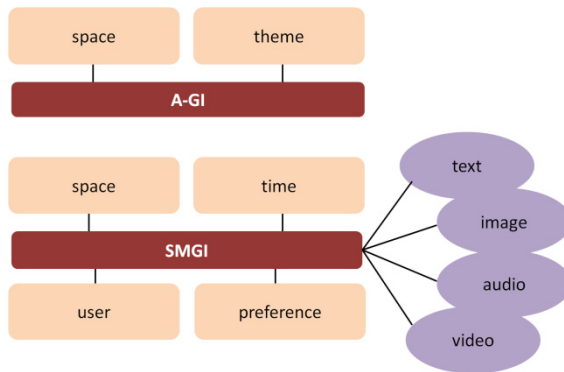 space
theme
A-GI
space
time
SMGI
user
preference
text
image
audio
video